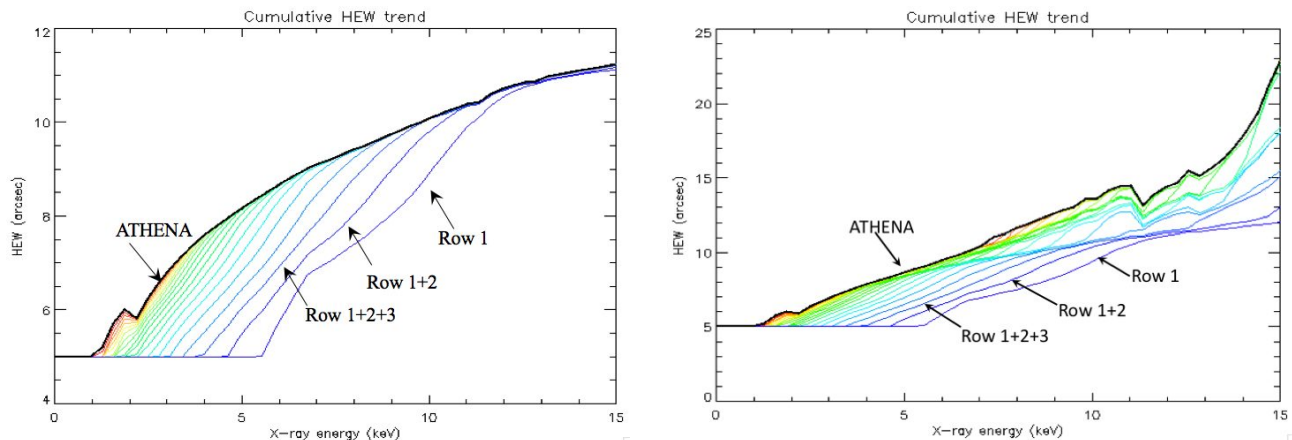 Cumulative HEW trend
12
10
8
6
4
HEW (arcsec)
ATHENA
Row 1
Row 1+2
Row 1+2+3
0
5
10
15
X-ray energy (keV)
Cumulative HEW trend
25
20
15
10
5
0
HEW (arcsec)
ATHENA
Row 1
Row 1+2
Row 1+2+3
0
5
10
15
X-ray energy (keV)